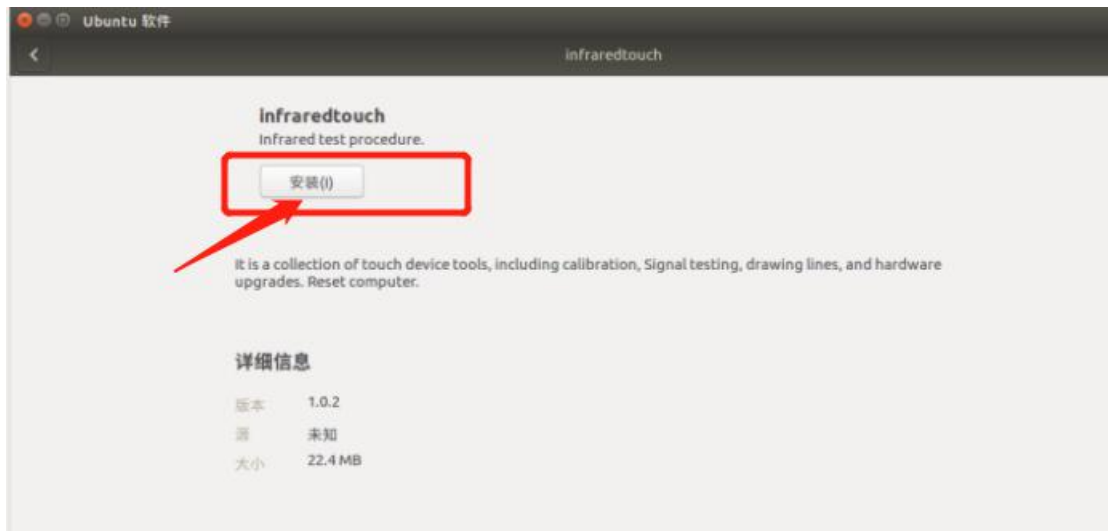 Ubuntu 软件
infraredtouch
infraredtouch
Infrared test procedure.
安装(I)
It is a collection of touch device tools, including calibration, Signal testing, drawing lines, and hardware
upgrades. Reset computer.
详细信息
版本 1.0.2
源 未知
大小 22.4 MB